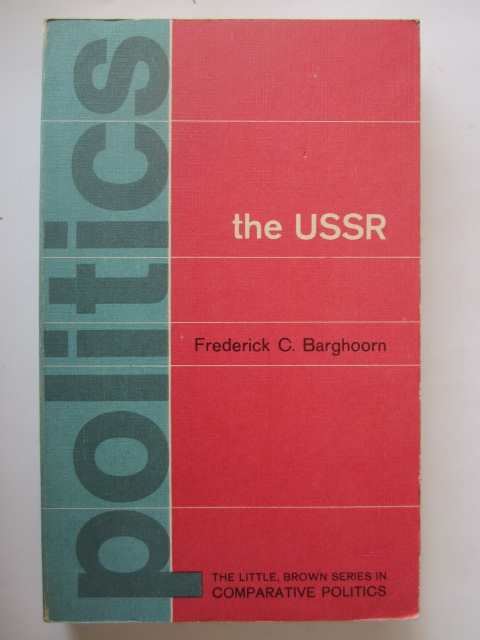 politics
the USSR
Frederick C. Barghoorn
THE LITTLE, BROWN SERIES IN
COMPARATIVE POLITICS